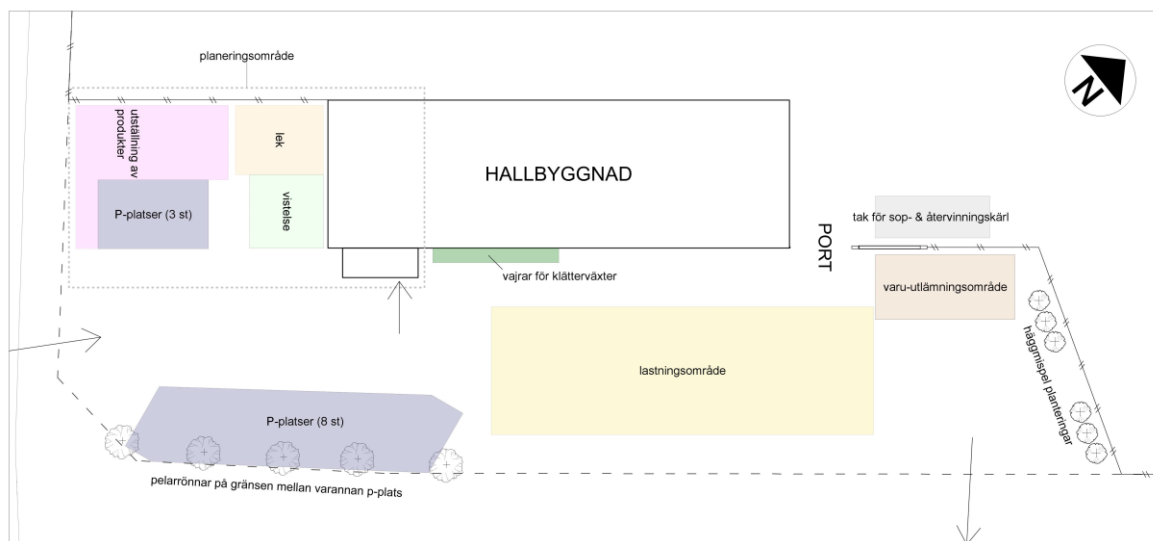 planeringsområde
N
utställning av
produkter
lek
P-platser (3 st)
vistelse
HALLBYGGNAD
tak för sop- & återvinningskärl
PORT
vajrar för klätterväxter
varu-utlämningsområde
lastningsområde
häggmispel planteringar
P-platser (8 st)
pelarrönnar på gränsen mellan varannan p-plats